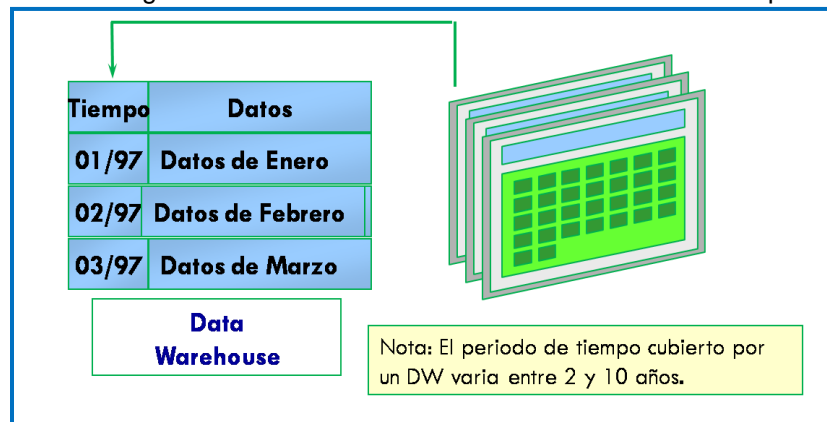 Tiempo Datos
01/97 Datos de Enero
02/97 Datos de Febrero
03/97 Datos de Marzo
Data
Warehouse
Nota: El periodo de tiempo cubierto por
un DW varia entre 2 y 10 años.